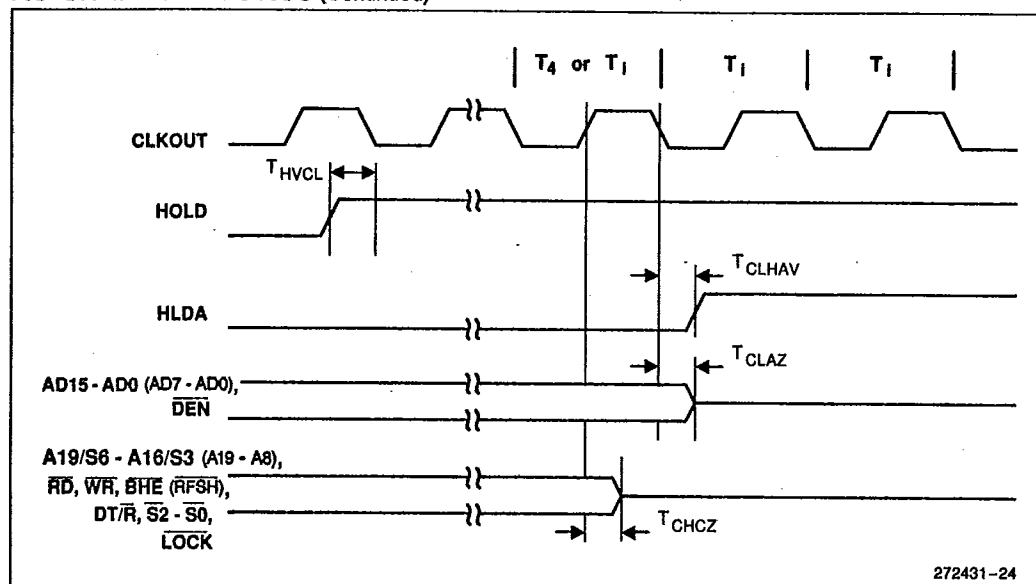 (Continued)
| T4 or Ti | Ti | Ti |
CLKOUT
THVCL
HOLD
TCLHAV
HLDA
TCLAZ
AD15 - AD0 (AD7 - AD0),
DEN
A19/S6 - A16/S3 (A19 - A8),
RD, WR, BHE (RFSH),
DT/R, S2 - S0,
LOCK
TCHCZ
272431-24